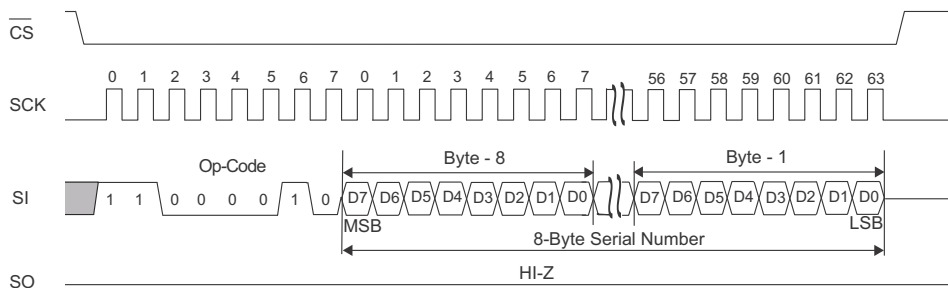 CS
0 1 2 3 4 5 6 7 0 1 2 3 4 5 6 7 56 57 58 59 60 61 62 63
SCK
Op-Code Byte - 8 Byte - 1
SI 1 1 0 0 0 0 1 0 D7 D6 D5 D4 D3 D2 D1 D0 D7 D6 D5 D4 D3 D2 D1 D0
MSB LSB
8-Byte Serial Number
HI-Z
SO